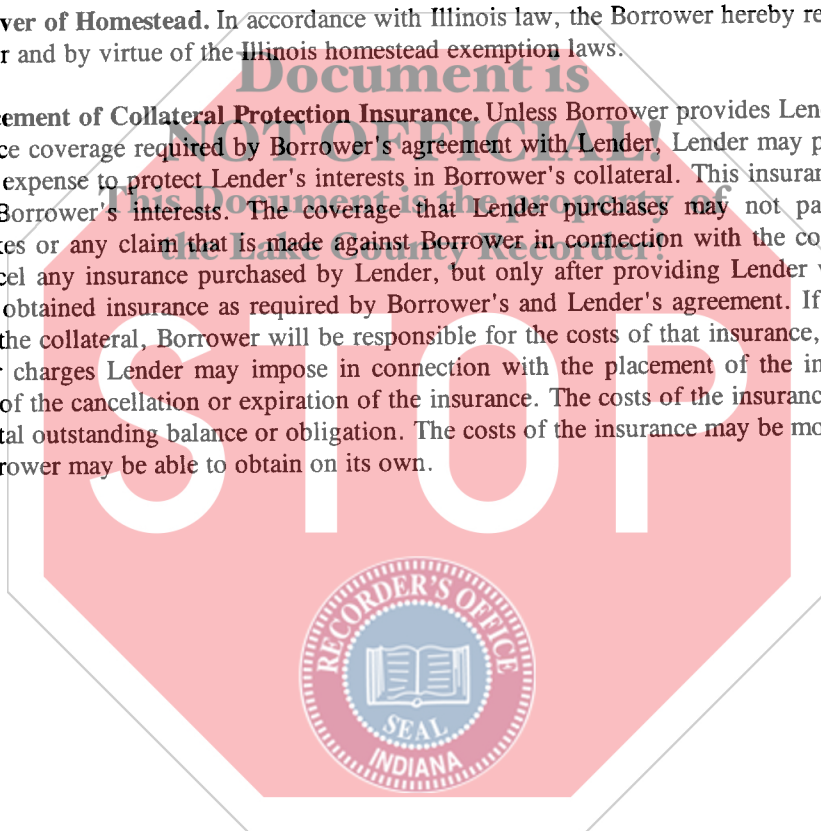 ver of Homestead. In accordance with Illinois law, the Borrower hereby re
r and by virtue of the Illinois homestead exemption laws.
Document is
ement of Collateral Protection Insurance. Unless Borrower provides Len
NOT OFFICIAL!
ce coverage required by Borrower's agreement with Lender, Lender may p
expense to protect Lender's interests in Borrower's collateral. This insuran
This Document is the property of
Borrower's interests. The coverage that Lender purchases may not pa
kes or any claim that is made against Borrower in connection with the co
the Lake County Recorder!
cel any insurance purchased by Lender, but only after providing Lender v
obtained insurance as required by Borrower's and Lender's agreement. If
the collateral, Borrower will be responsible for the costs of that insurance,
r charges Lender may impose in connection with the placement of the in
of the cancellation or expiration of the insurance. The costs of the insuranc
tal outstanding balance or obligation. The costs of the insurance may be mo
rower may be able to obtain on its own.
STOP
RECORDER'S OFFICE
SEAL
INDIANA